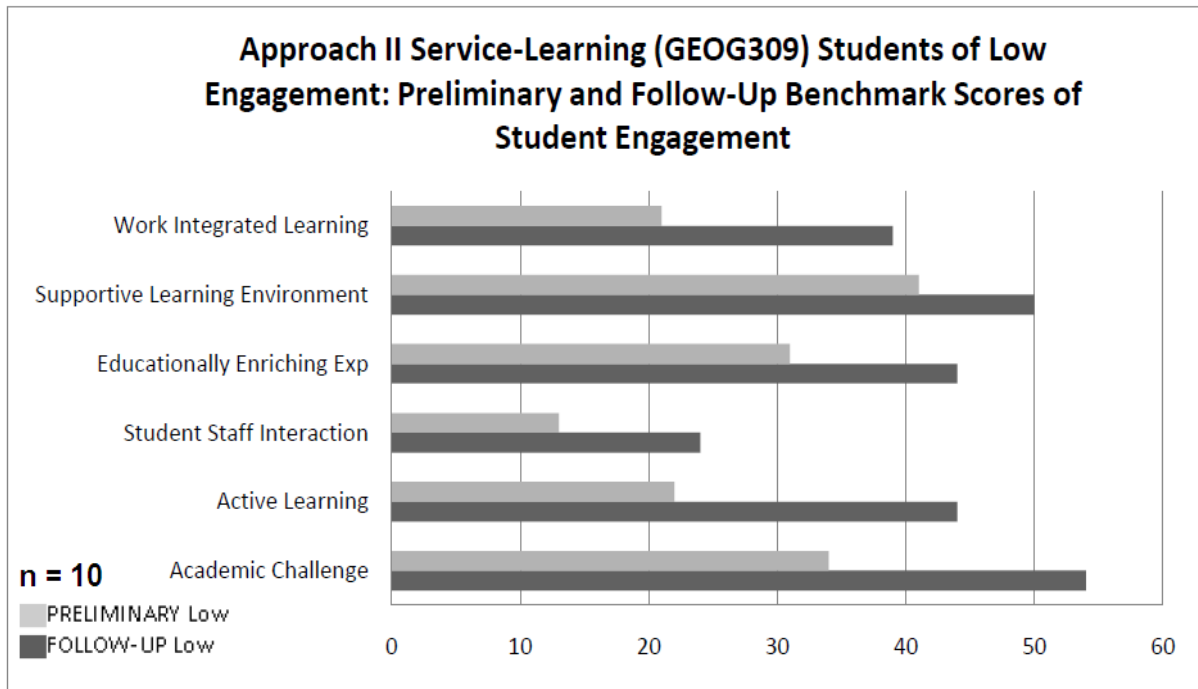 Approach II Service-Learning (GEOG309) Students of Low
Engagement: Preliminary and Follow-Up Benchmark Scores of
Student Engagement
Work Integrated Learning
Supportive Learning Environment
Educationally Enriching Exp
Student Staff Interaction
Active Learning
Academic Challenge
n = 10
PRELIMINARY Low
FOLLOW-UP Low
0 10 20 30 40 50 60